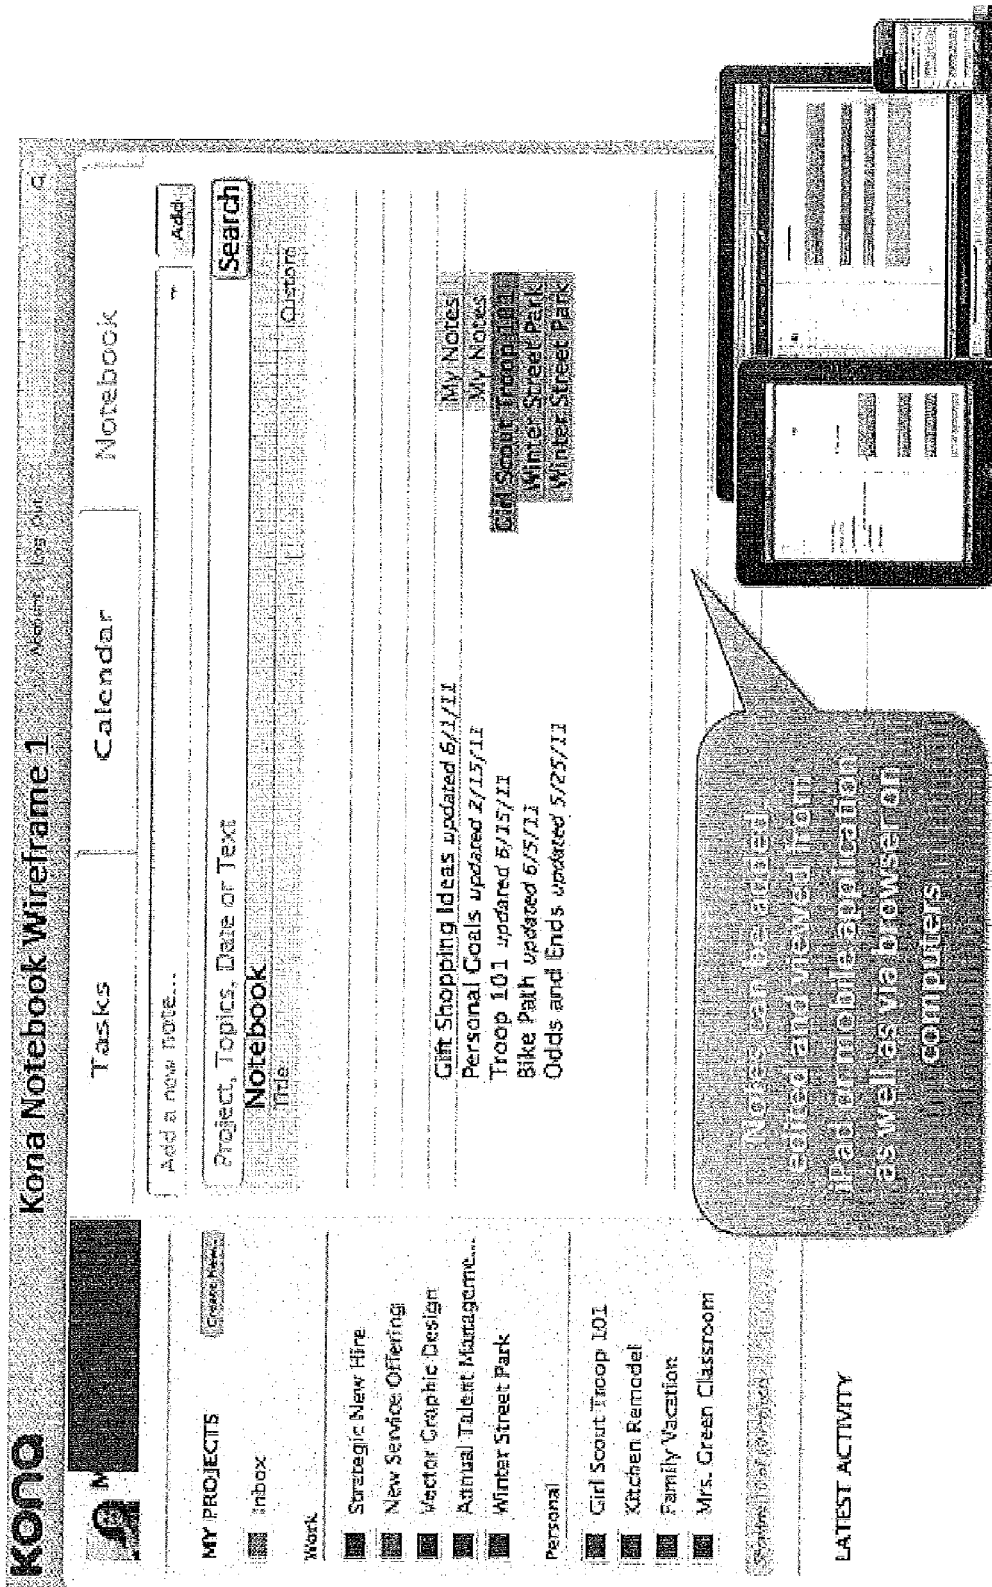 kona
Kona Notebook Wireframe 1
Account Log Out
M
MY PROJECTS
Create New...
Inbox
Work
Strategic New Hire
New Service Offering
Vector Graphic Design
Annual Talent Manageme...
Winter Street Park
Personal
Girl Scout Troop 101
Kitchen Remodel
Family Vacation
Mrs. Green Classroom
LATEST ACTIVITY
Tasks
Calendar
Notebook
Add a new note...
Add
Project, Topics, Date or Text
Search
Notebook
Title
Custom
Gift Shopping Ideas updated 6/1/11
My Notes
Personal Goals updated 2/15/11
My Notes
Troop 101 updated 6/15/11
Girl Scout Troop 101
Bike Path updated 6/5/11
Winter Street Park
Odds and Ends updated 5/25/11
Winter Street Park
Notes can be added,
edited and viewed from
iPad or mobile application
as well as via browser on
computers